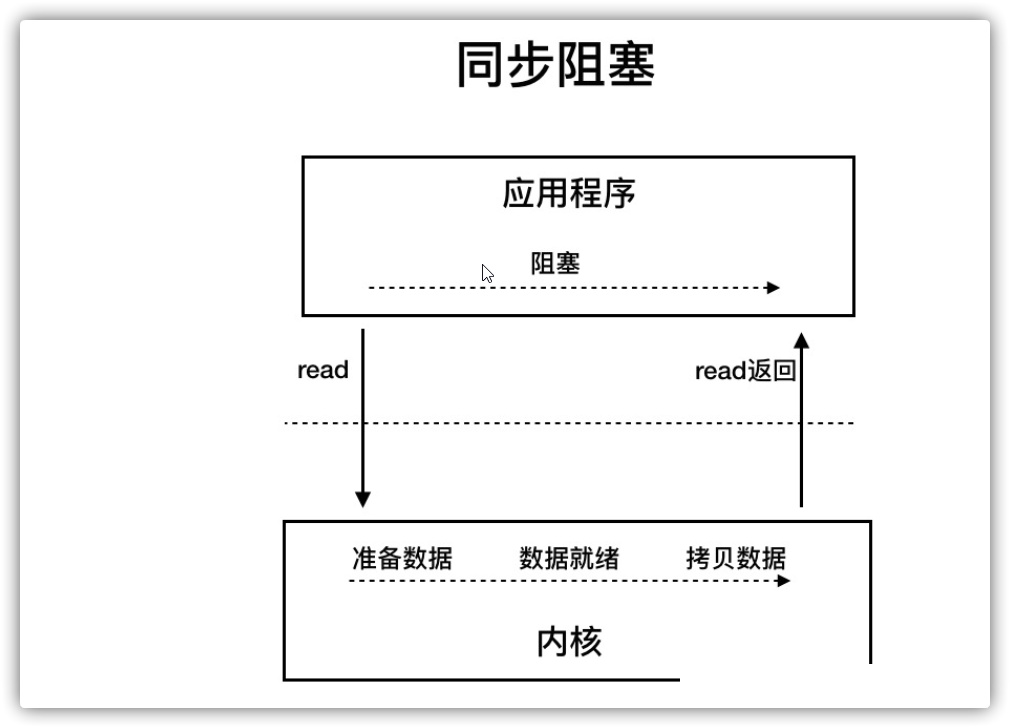 同步阻塞
应用程序
阻塞
read
read返回
准备数据 数据就绪 拷贝数据
内核